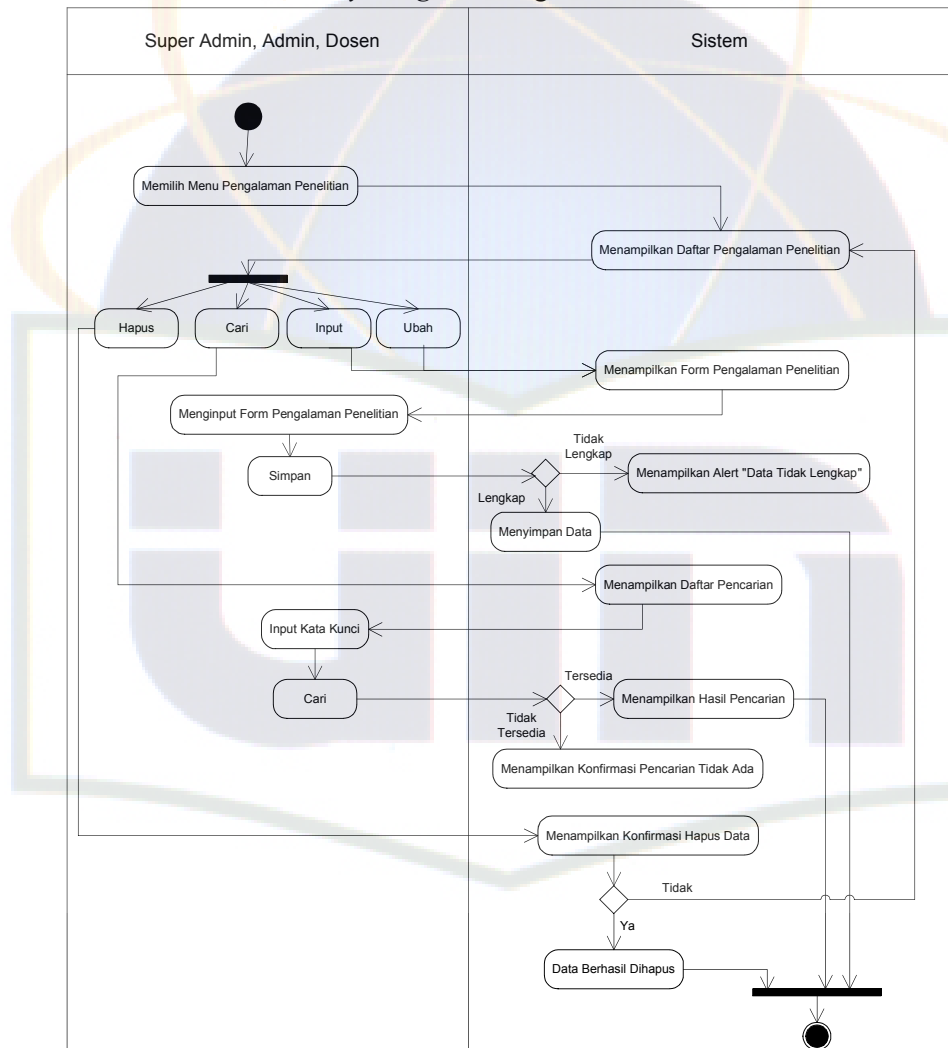 Super Admin, Admin, Dosen
Sistem
Memilih Menu Pengalaman Penelitian
Menampilkan Daftar Pengalaman Penelitian
Hapus
Cari
Input
Ubah
Menampilkan Form Pengalaman Penelitian
Menginput Form Pengalaman Penelitian
Simpan
Tidak
Lengkap
Menampilkan Alert "Data Tidak Lengkap"
Lengkap
Menyimpan Data
Menampilkan Daftar Pencarian
Input Kata Kunci
Cari
Tersedia
Menampilkan Hasil Pencarian
Tidak
Tersedia
Menampilkan Konfirmasi Pencarian Tidak Ada
Menampilkan Konfirmasi Hapus Data
Tidak
Ya
Data Berhasil Dihapus
uin